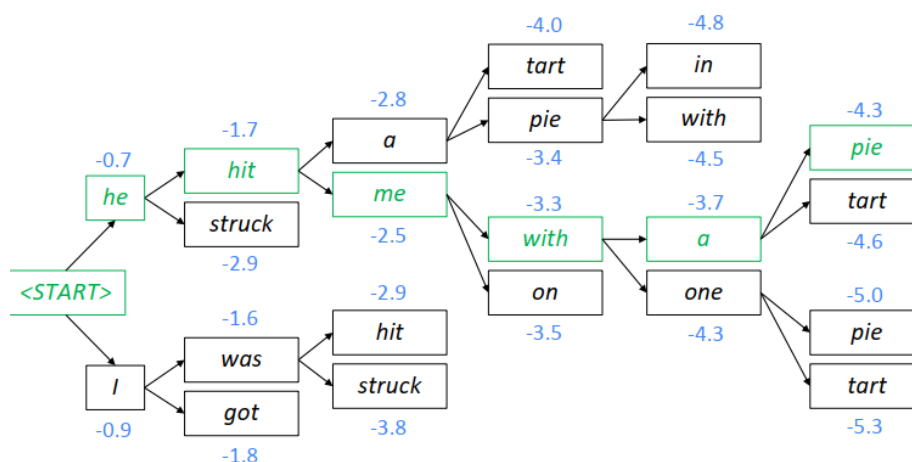 -4.0
-4.8
tart
in
-2.8
-4.3
-1.7
a
pie
with
pie
-0.7
hit
-3.4
-4.5
he
me
-3.3
-3.7
tart
struck
-2.5
with
a
-4.6
<START>
-2.9
-2.9
on
one
-5.0
-1.6
hit
-3.5
-4.3
pie
I
was
struck
tart
-0.9
got
-3.8
-5.3
-1.8